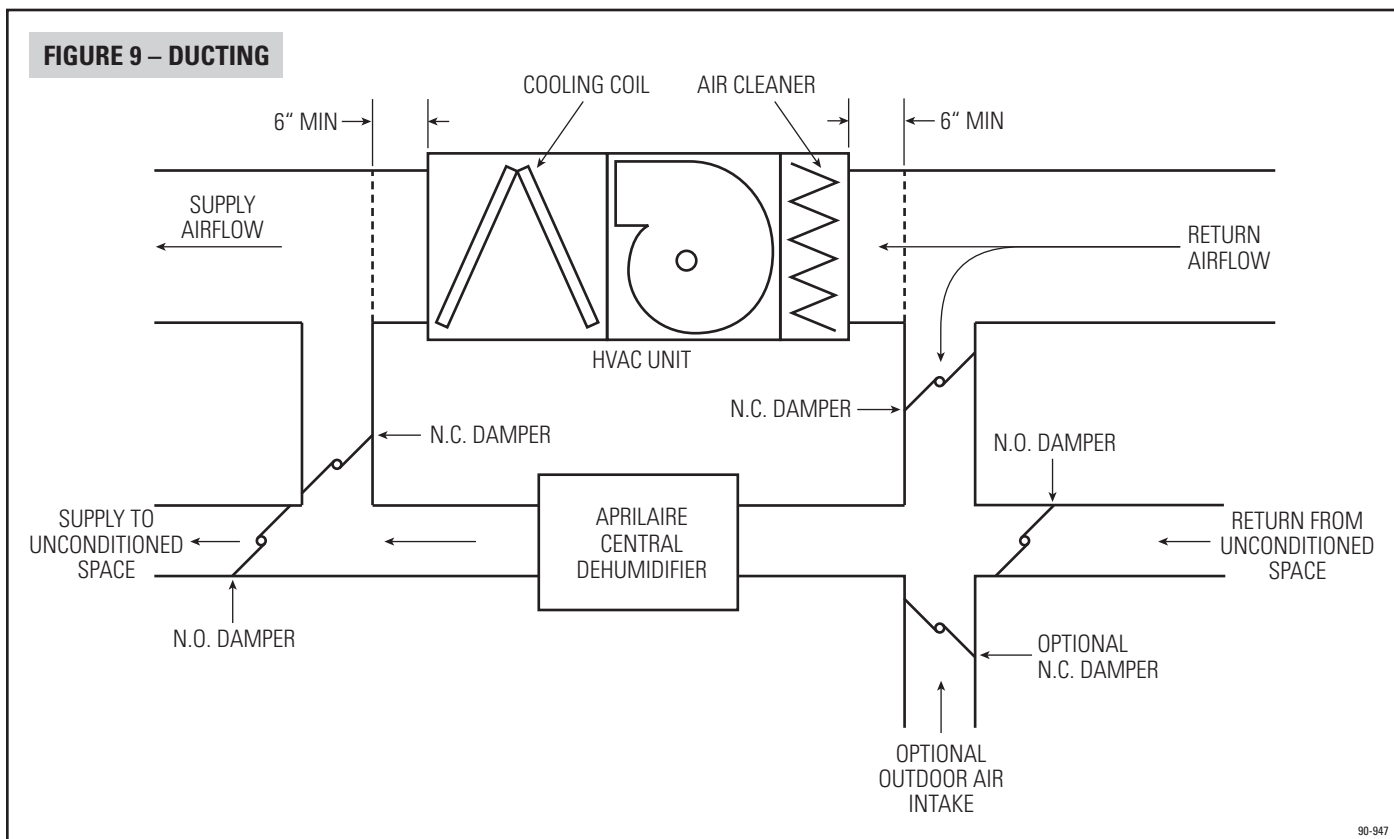 FIGURE 9 – DUCTING
COOLING COIL
AIR CLEANER
6“ MIN
6“ MIN
SUPPLY
AIRFLOW
RETURN
AIRFLOW
HVAC UNIT
N.C. DAMPER
N.C. DAMPER
N.O. DAMPER
SUPPLY TO
UNCONDITIONED
SPACE
APRILAIRE
CENTRAL
DEHUMIDIFIER
RETURN FROM
UNCONDITIONED
SPACE
N.O. DAMPER
OPTIONAL
N.C. DAMPER
OPTIONAL
OUTDOOR AIR
INTAKE
90-947